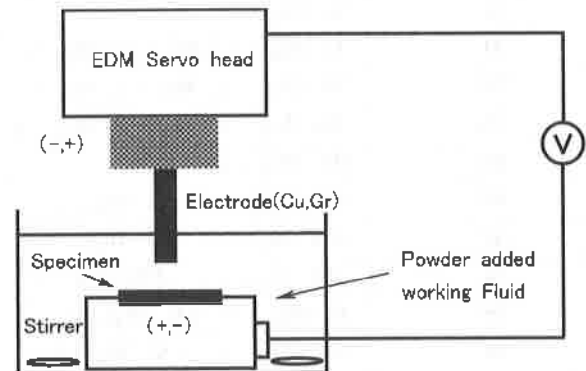 EDM Servo head
(-,+)
V
Electrode(Cu,Gr)
Specimen
Powder added
working Fluid
Stirrer
(+,-)